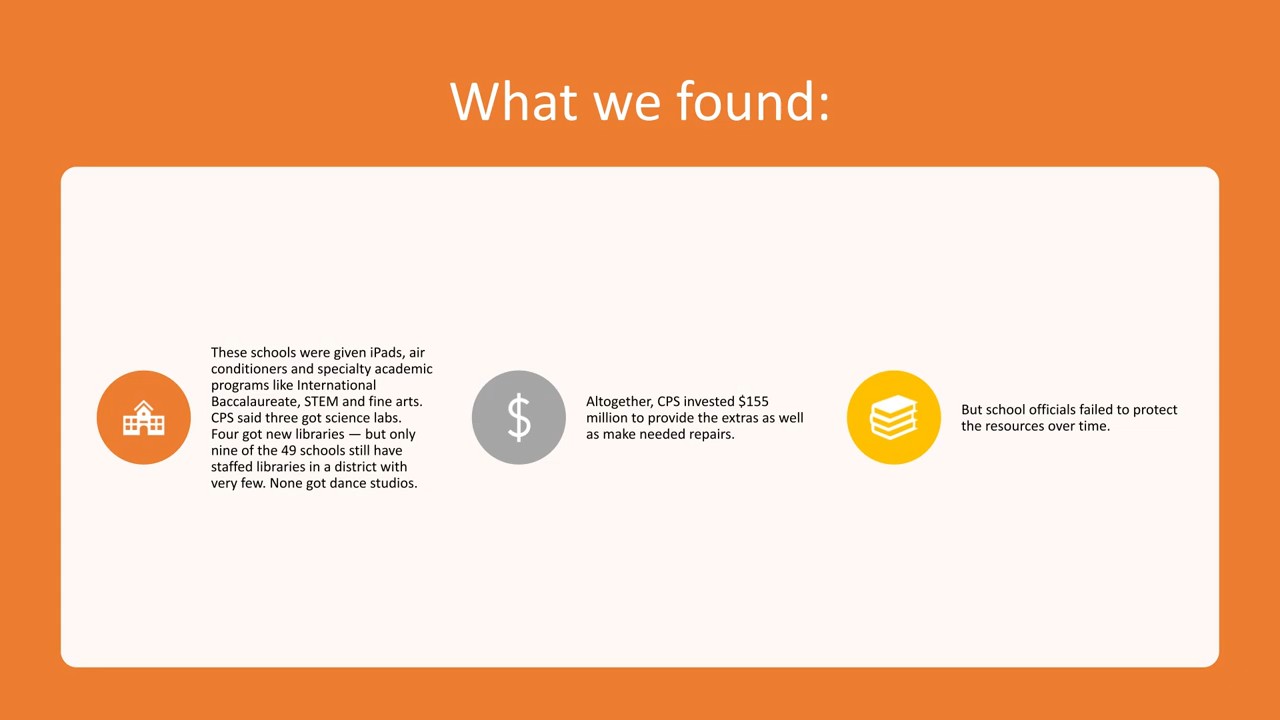 What we found:
These schools were given iPads, air
conditioners and specialty academic
programs like International
Baccalaureate, STEM and fine arts.
CPS said three got science labs.
Four got new libraries — but only
nine of the 49 schools still have
staffed libraries in a district with
very few. None got dance studios.
Altogether, CPS invested $155
million to provide the extras as well
as make needed repairs.
But school officials failed to protect
the resources over time.